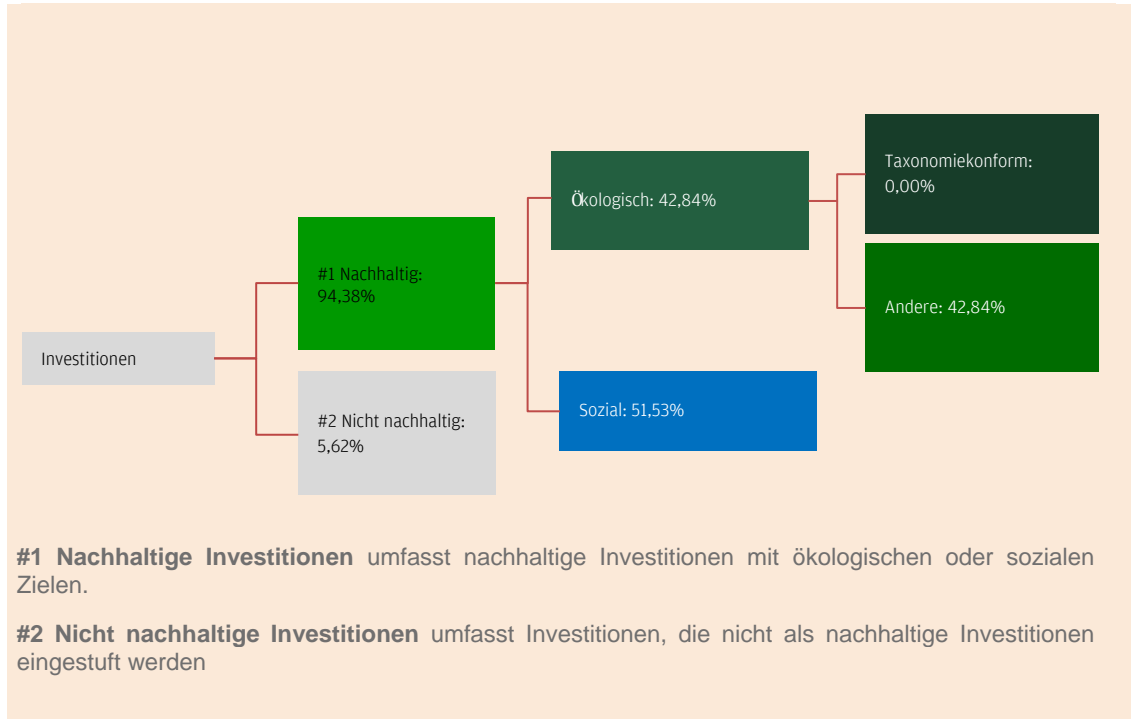 Investitionen
#1 Nachhaltig:
94,38%
#2 Nicht nachhaltig:
5,62%
Ökologisch: 42,84%
Sozial: 51,53%
Taxonomiekonform:
0,00%
Andere: 42,84%
#1 Nachhaltige Investitionen umfasst nachhaltige Investitionen mit ökologischen oder sozialen
Zielen.
#2 Nicht nachhaltige Investitionen umfasst Investitionen, die nicht als nachhaltige Investitionen
eingestuft werden